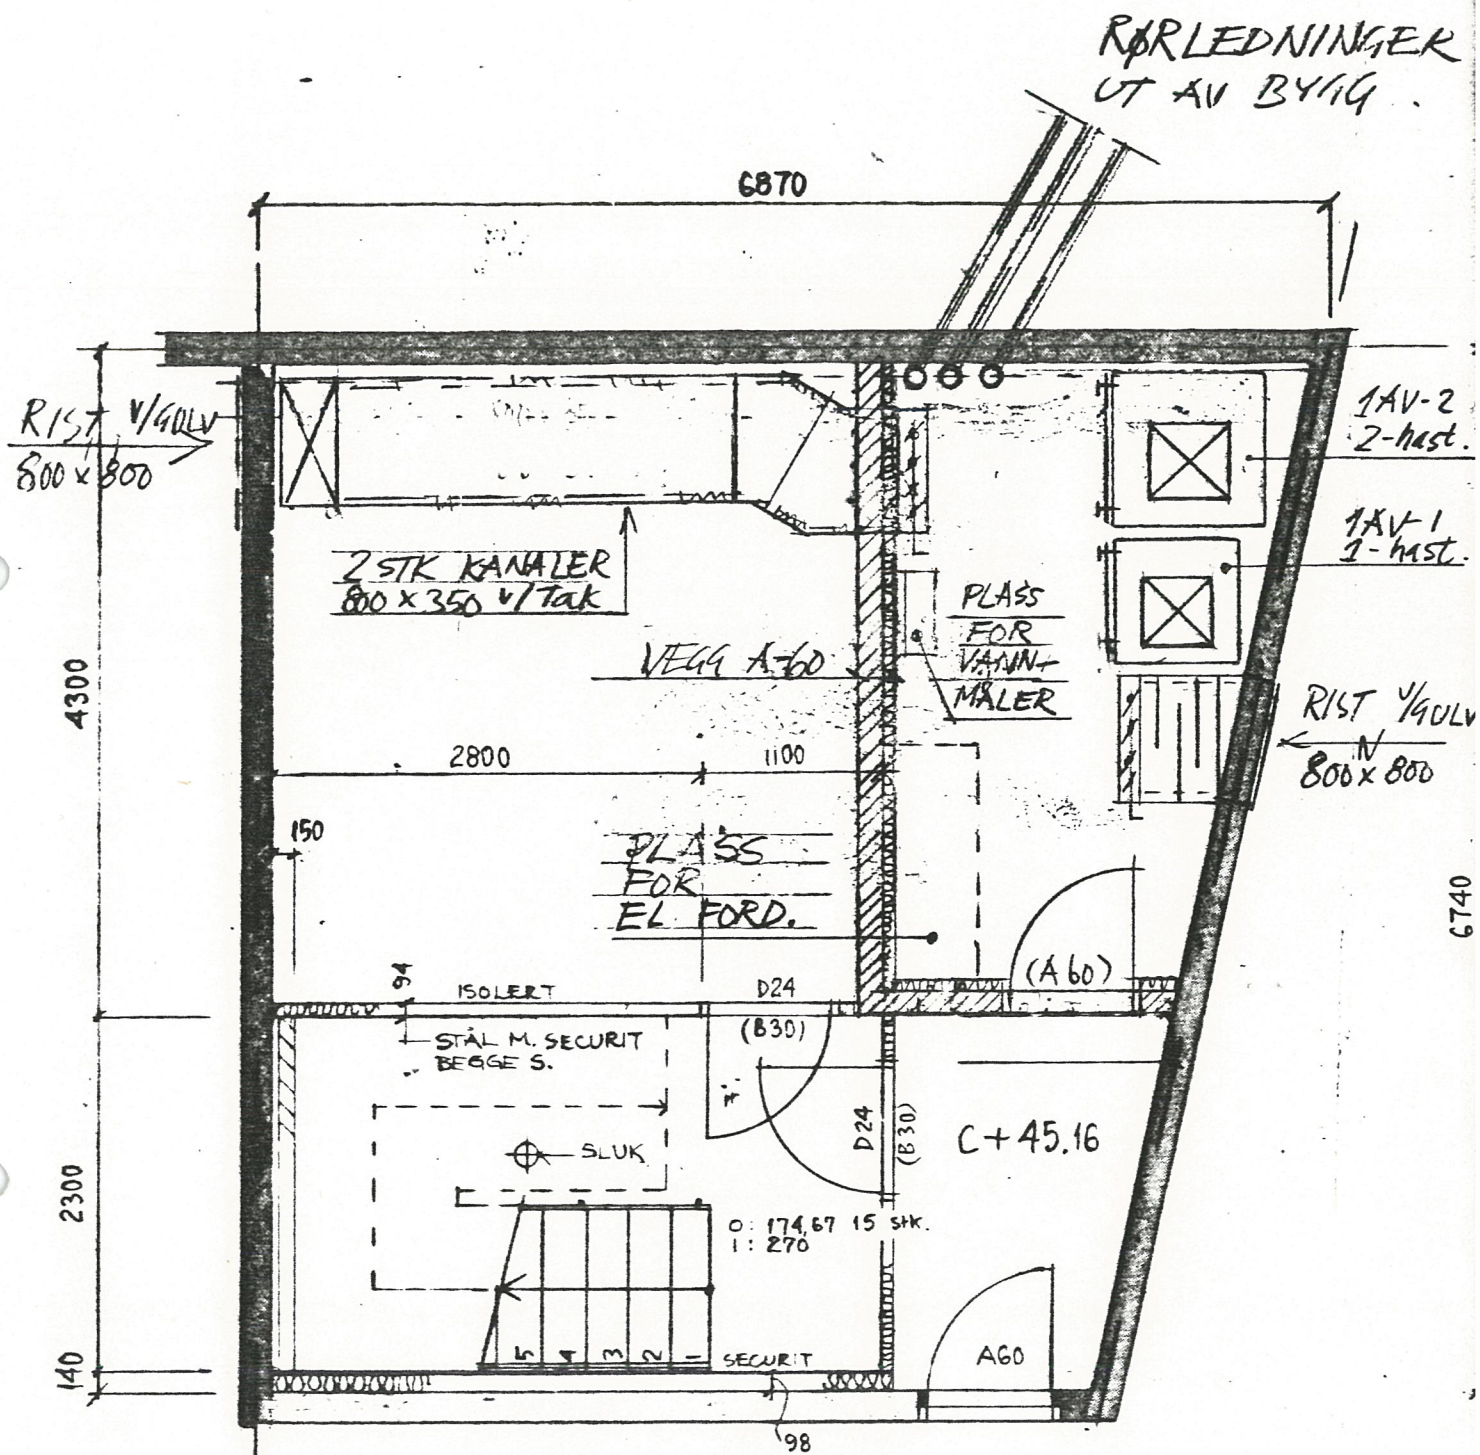 RØRLEDNINGER
UT AV BYGG.
6870
RIST V/GULV
800 x 800
1AV-2
2-hast.
1AV-1
1-hast.
2 STK KANALER
800 x 350 V/Tak
PLASS
FOR
VANN-
MÅLER
VEGG A-60
4300
RIST V/GULV
800 x 800
2800
1100
150
PLASS
FOR
EL. FORD.
6740
94
ISOLERT
D24
(B30)
(A60)
STÅL M. SECURIT
BEGGE S.
D24
(B30)
C+45.16
SLUK
2300
O: 174,67 15 stk.
I: 270
5 4 3 2 1
SECURIT
A60
140
98